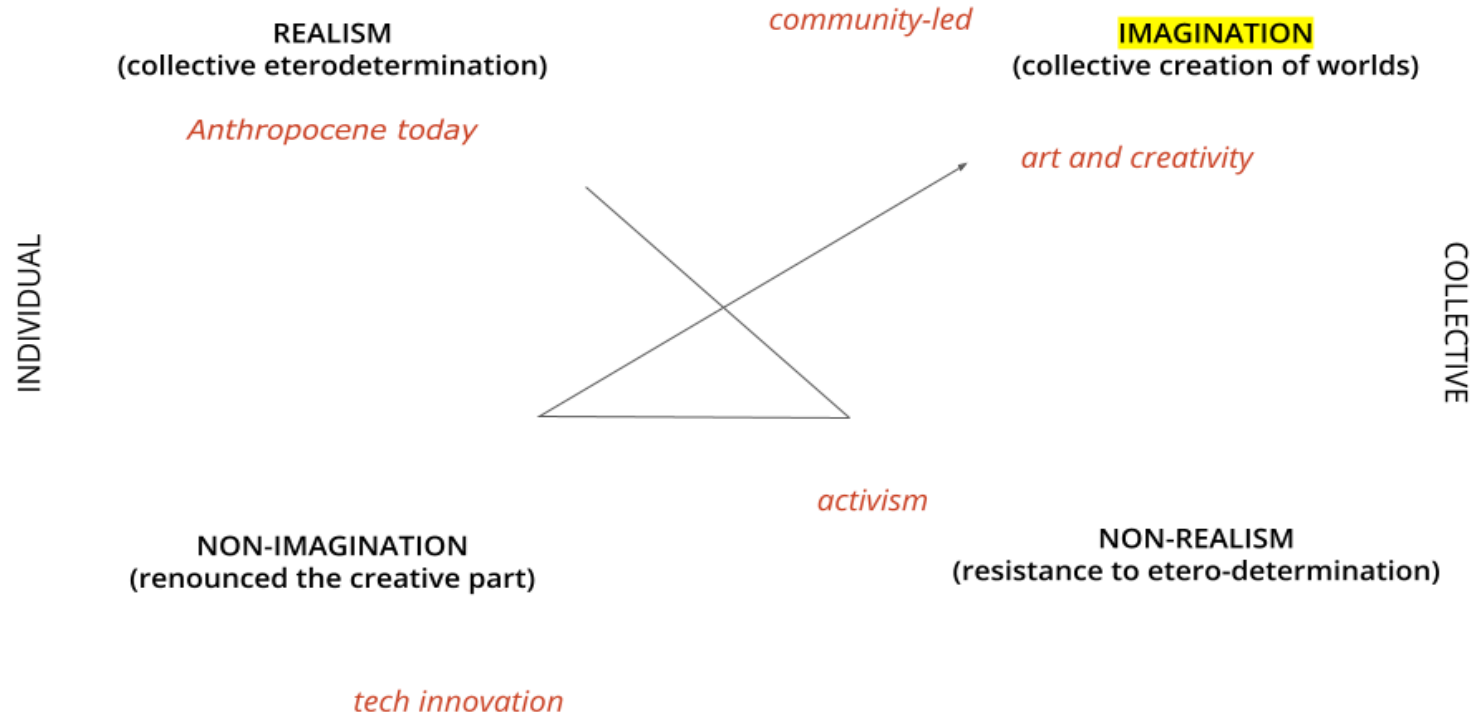 community-led
REALISM
(collective eterodetermination)
IMAGINATION
(collective creation of worlds)
Anthropocene today
art and creativity
INDIVIDUAL
COLLECTIVE
activism
NON-IMAGINATION
(renounced the creative part)
NON-REALISM
(resistance to etero-determination)
tech innovation